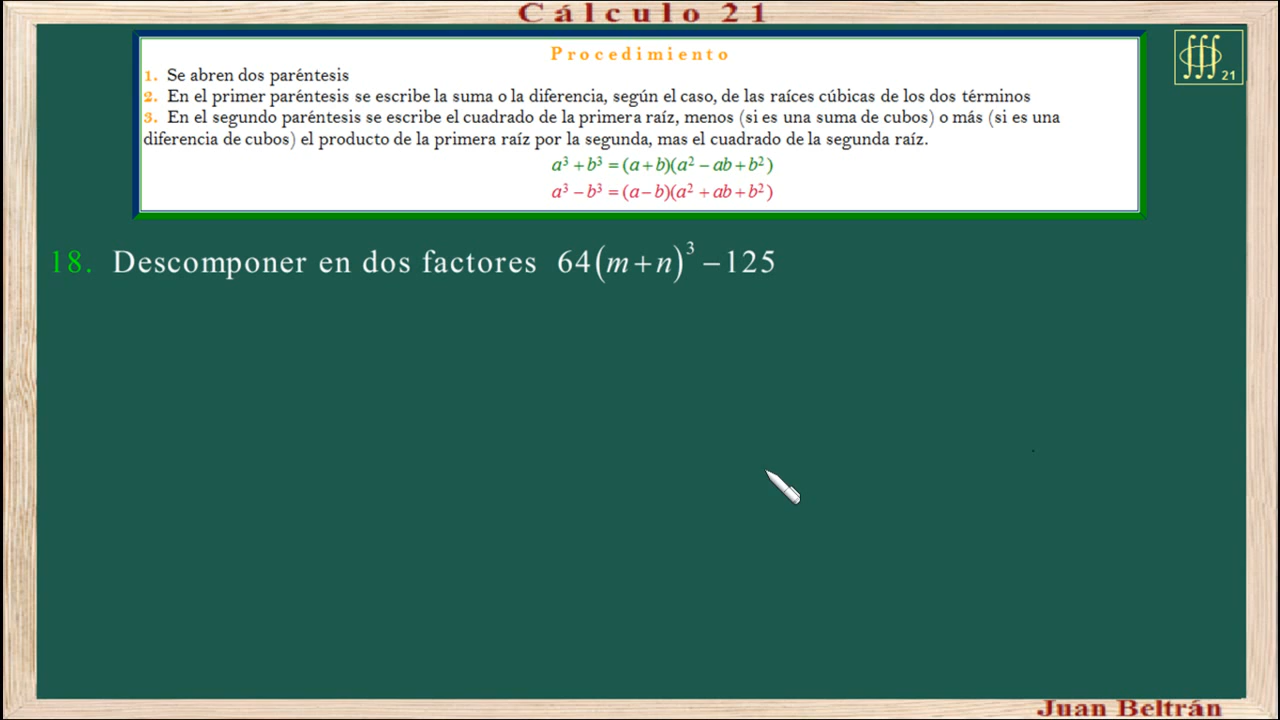 Cálculo 21
Procedimiento
1. Se abren dos paréntesis
2. En el primer paréntesis se escribe la suma o la diferencia, según el caso, de las raíces cúbicas de los dos términos
3. En el segundo paréntesis se escribe el cuadrado de la primera raíz, menos (si es una suma de cubos) o más (si es una
diferencia de cubos) el producto de la primera raíz por la segunda, mas el cuadrado de la segunda raíz.
a³ + b³ = (a + b)(a² − ab + b²)
a³ − b³ = (a − b)(a² + ab + b²)
∭ 21
18. Descomponer en dos factores 64(m+n)³ −125
Juan Beltrán